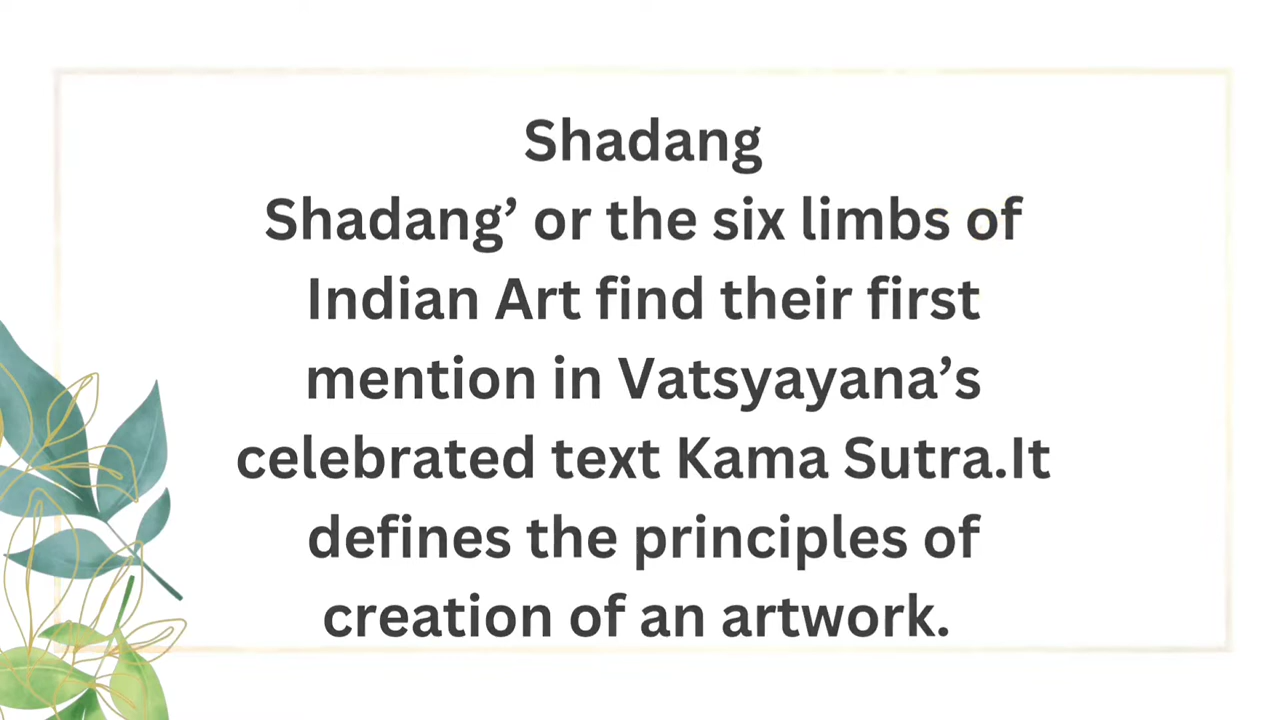 Shadang
Shadang’ or the six limbs of
Indian Art find their first
mention in Vatsyayana’s
celebrated text Kama Sutra.It
defines the principles of
creation of an artwork.